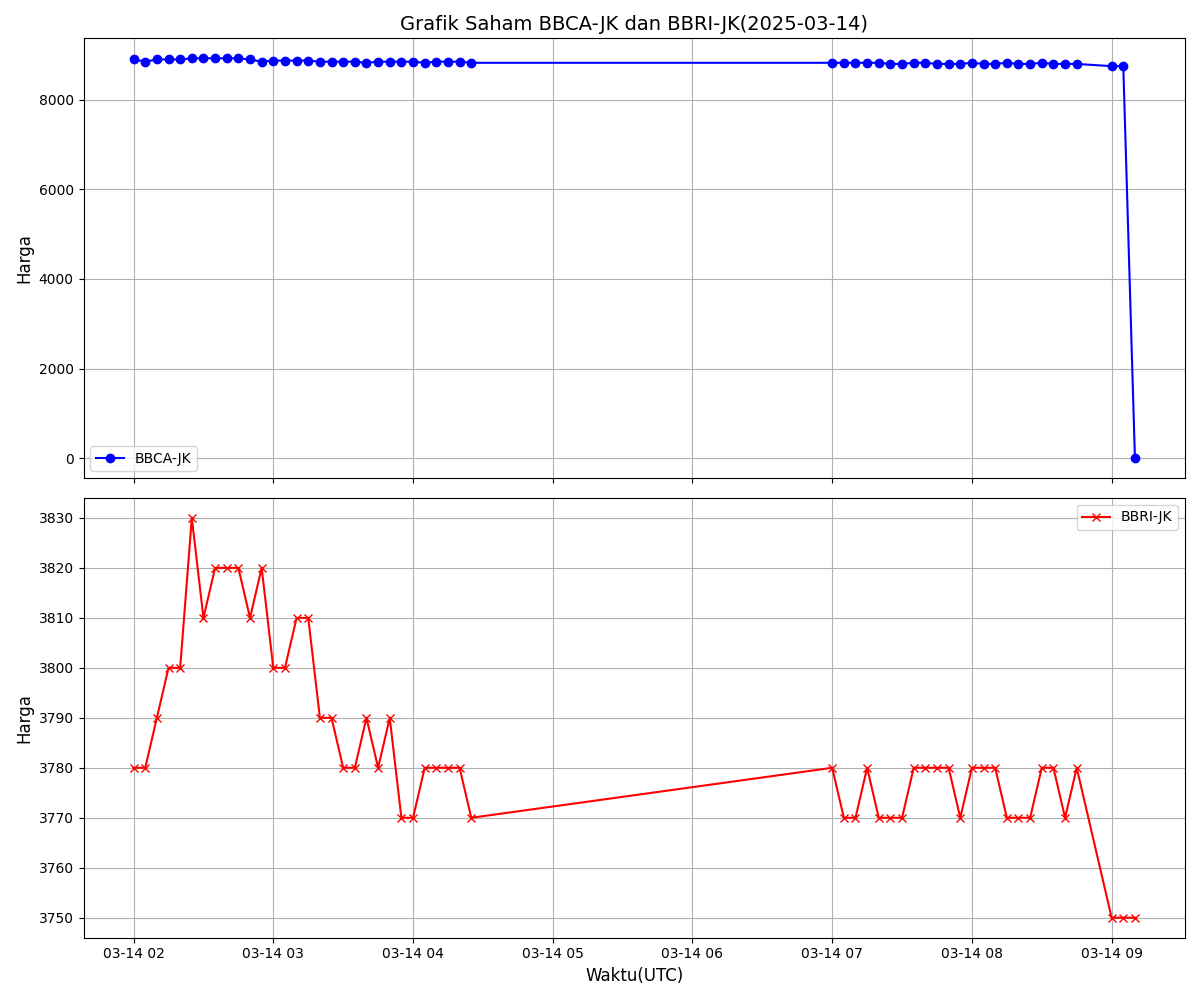 Grafik Saham BBCA-JK dan BBRI-JK(2025-03-14)
8000
6000
4000
2000
0
Harga
BBCA-JK
3830
3820
3810
3800
3790
3780
3770
3760
3750
Harga
BBRI-JK
03-14 02 03-14 03 03-14 04 03-14 05 03-14 06 03-14 07 03-14 08 03-14 09
Waktu(UTC)